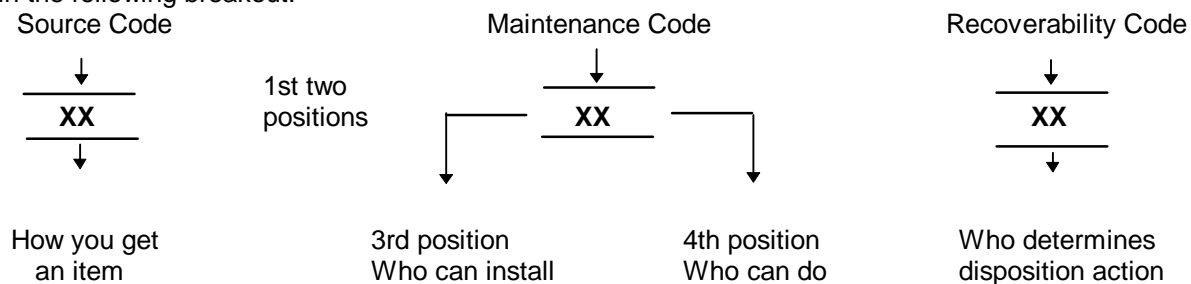 in the following breakout:
Source Code Maintenance Code Recoverability Code
1st two
positions
XX XX XX
How you get
an item
3rd position
Who can install
4th position
Who can do
Who determines
disposition action